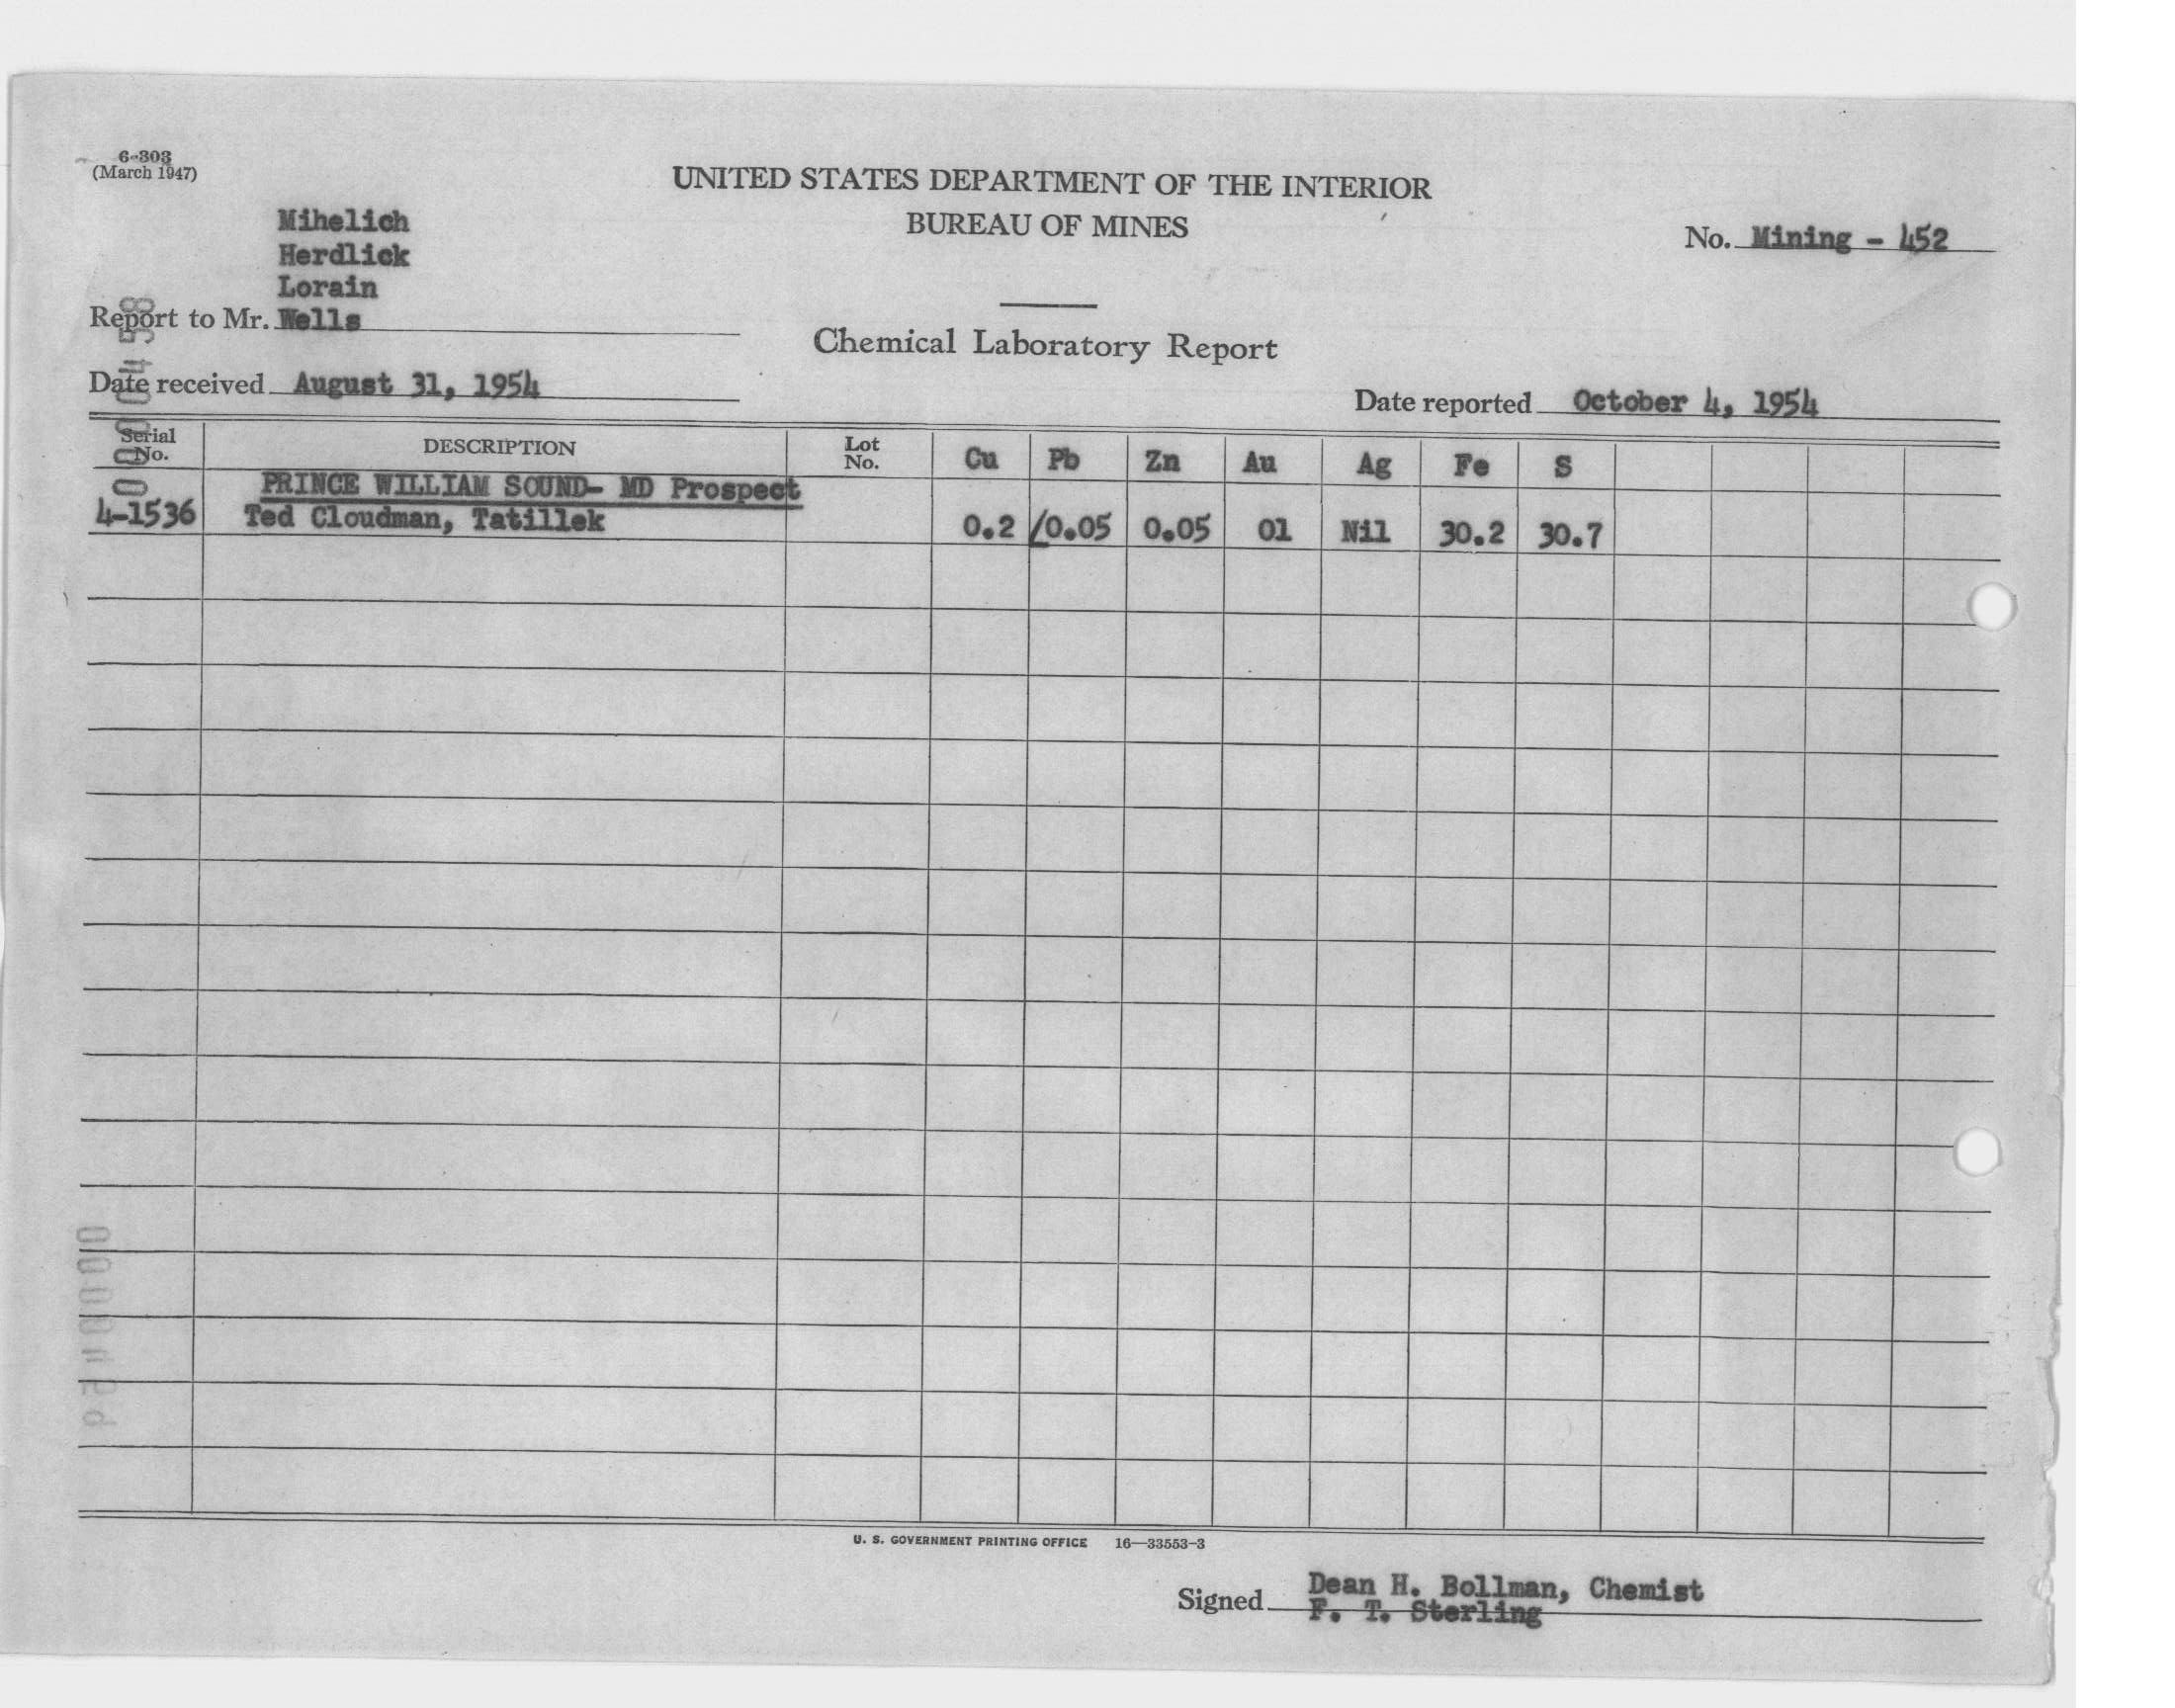 6-303
(March 1947)
UNITED STATES DEPARTMENT OF THE INTERIOR
BUREAU OF MINES
No. Mining - 452
Mihelich
Herdlick
Lorain
Report to Mr. Wells
Chemical Laboratory Report
Date received August 31, 1954
Date reported October 4, 1954
Serial No. DESCRIPTION Lot No. Cu Pb Zn Au Ag Fe S
PRINCE WILLIAM SOUND- MD Prospect
4-1536 Ted Cloudman, Tatillek 0.2 /0.05 0.05 01 Nil 30.2 30.7
U. S. GOVERNMENT PRINTING OFFICE 16—33553-3
Signed Dean H. Bollman, Chemist
F. T. Sterling